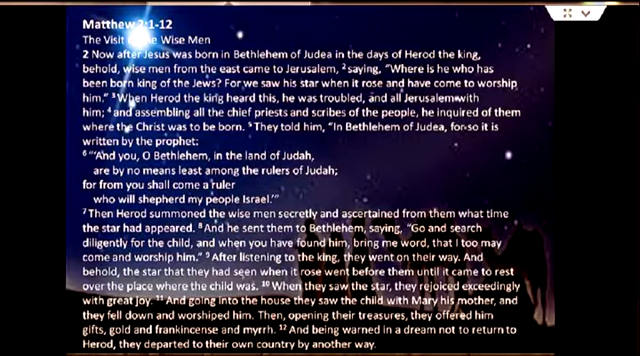 Matthew 2:1-12
The Visit of the Wise Men
2 Now after Jesus was born in Bethlehem of Judea in the days of Herod the king,
behold, wise men from the east came to Jerusalem, 2 saying, “Where is he who has
been born king of the Jews? For we saw his star when it rose and have come to worship
him.” 3 When Herod the king heard this, he was troubled, and all Jerusalem with
him; 4 and assembling all the chief priests and scribes of the people, he inquired of them
where the Christ was to be born. 5 They told him, “In Bethlehem of Judea, for so it is
written by the prophet:
6 “‘And you, O Bethlehem, in the land of Judah,
are by no means least among the rulers of Judah;
for from you shall come a ruler
who will shepherd my people Israel.’”
7 Then Herod summoned the wise men secretly and ascertained from them what time
the star had appeared. 8 And he sent them to Bethlehem, saying, “Go and search
diligently for the child, and when you have found him, bring me word, that I too may
come and worship him.” 9 After listening to the king, they went on their way. And
behold, the star that they had seen when it rose went before them until it came to rest
over the place where the child was. 10 When they saw the star, they rejoiced exceedingly
with great joy. 11 And going into the house they saw the child with Mary his mother, and
they fell down and worshiped him. Then, opening their treasures, they offered him
gifts, gold and frankincense and myrrh. 12 And being warned in a dream not to return to
Herod, they departed to their own country by another way.